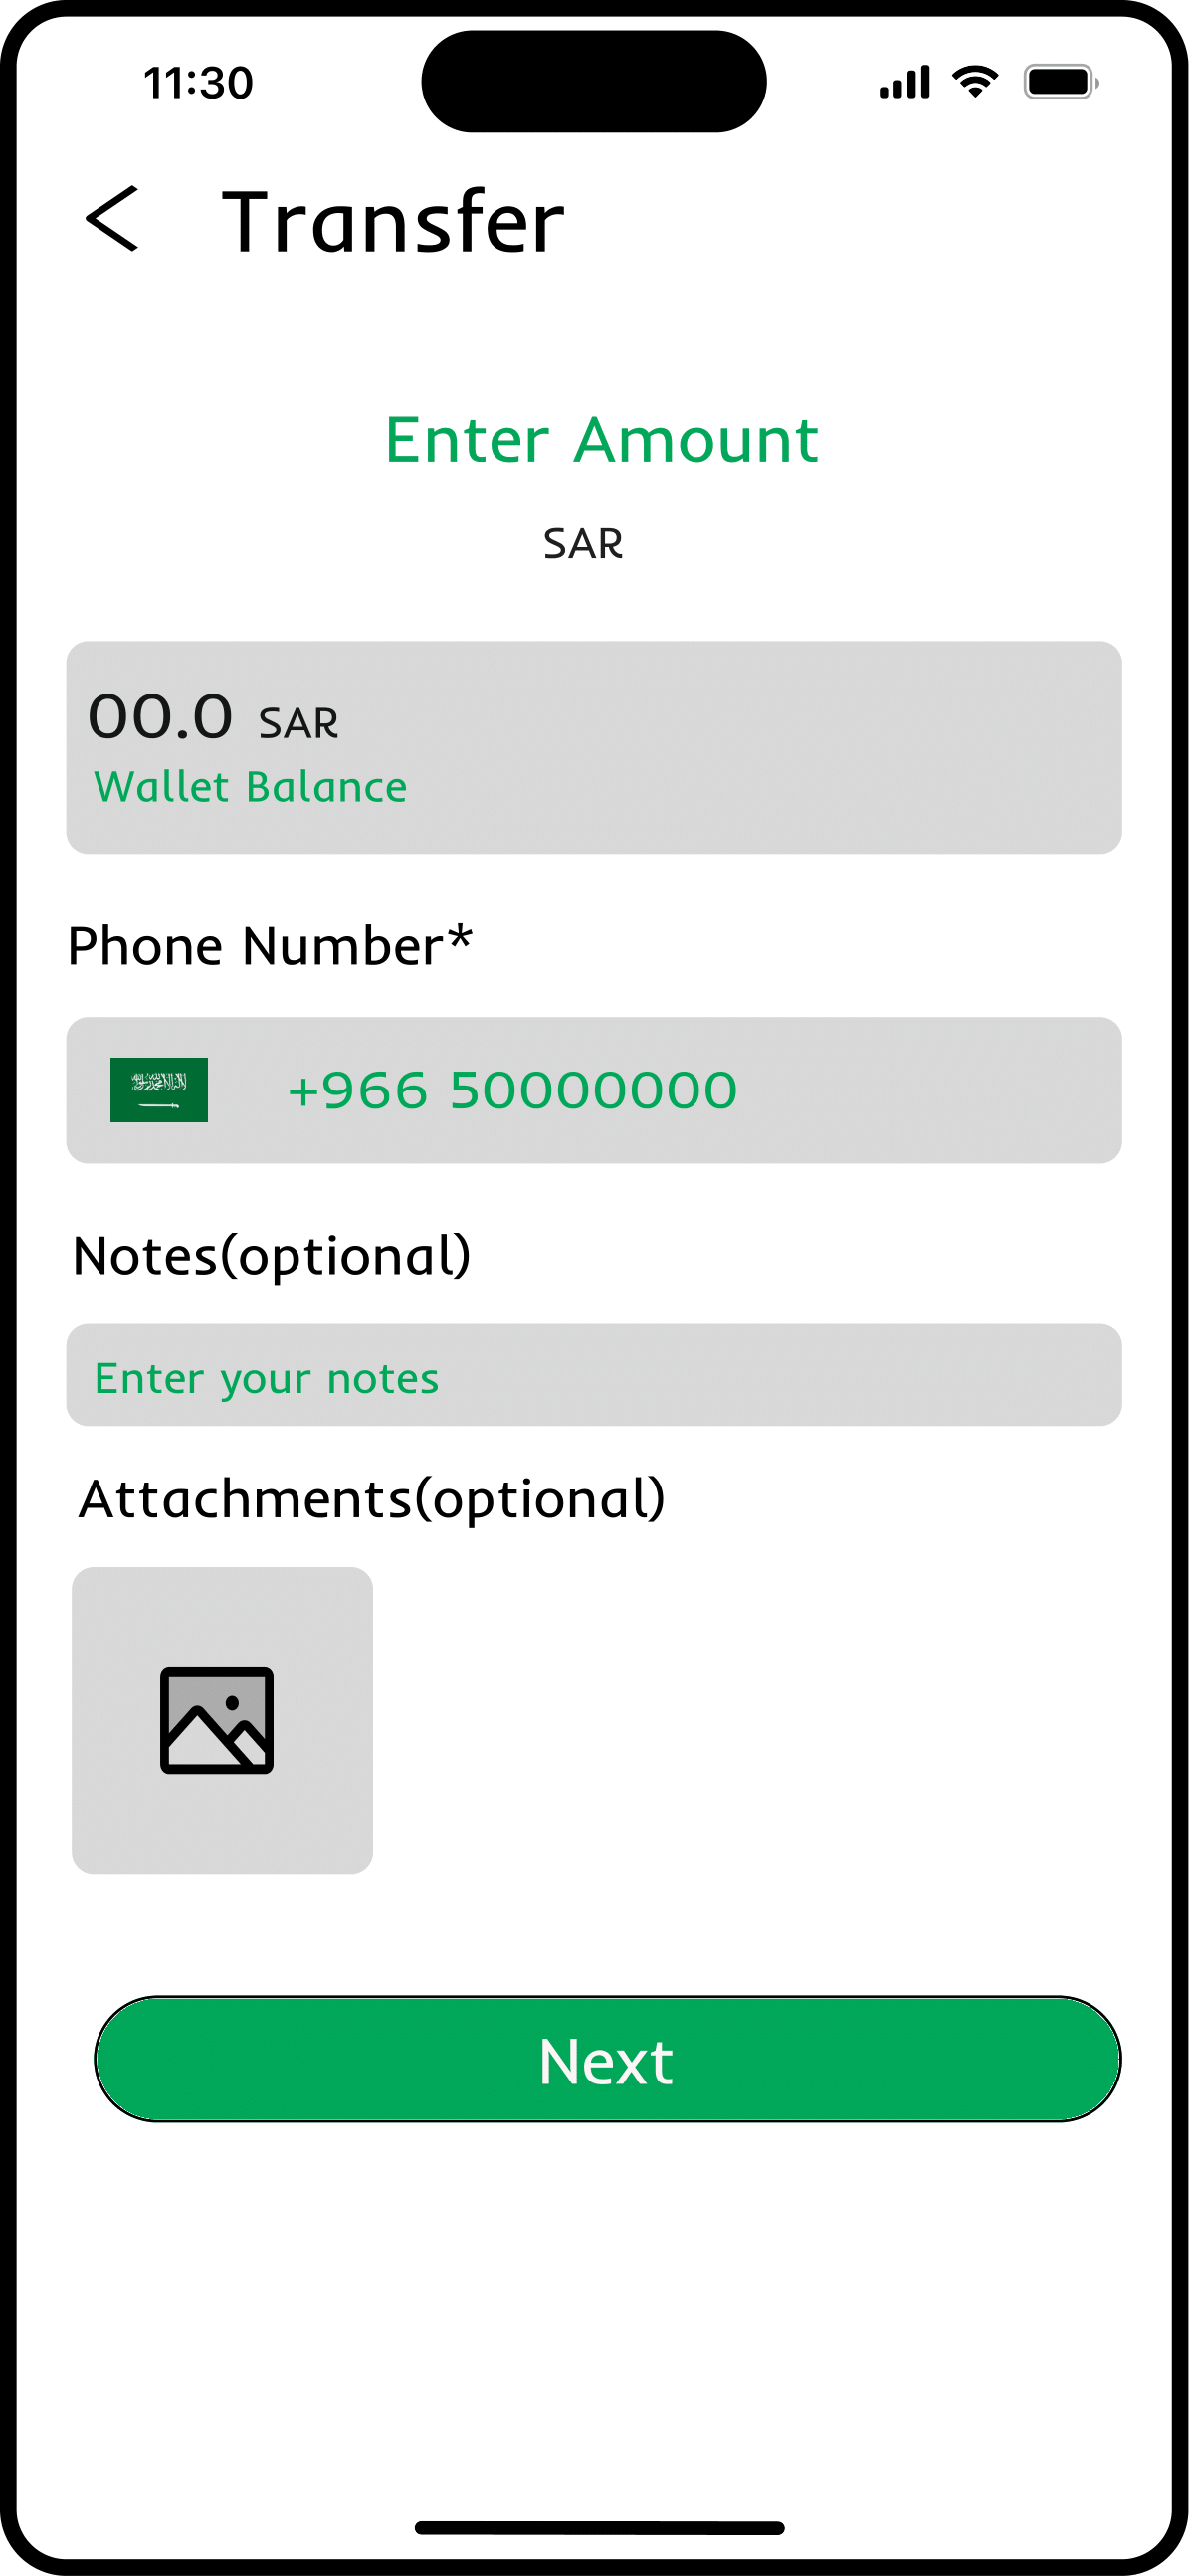 11:30
Transfer
Enter Amount
SAR
00.0 SAR
Wallet Balance
Phone Number*
+966 50000000
Notes(optional)
Enter your notes
Attachments(optional)
Next